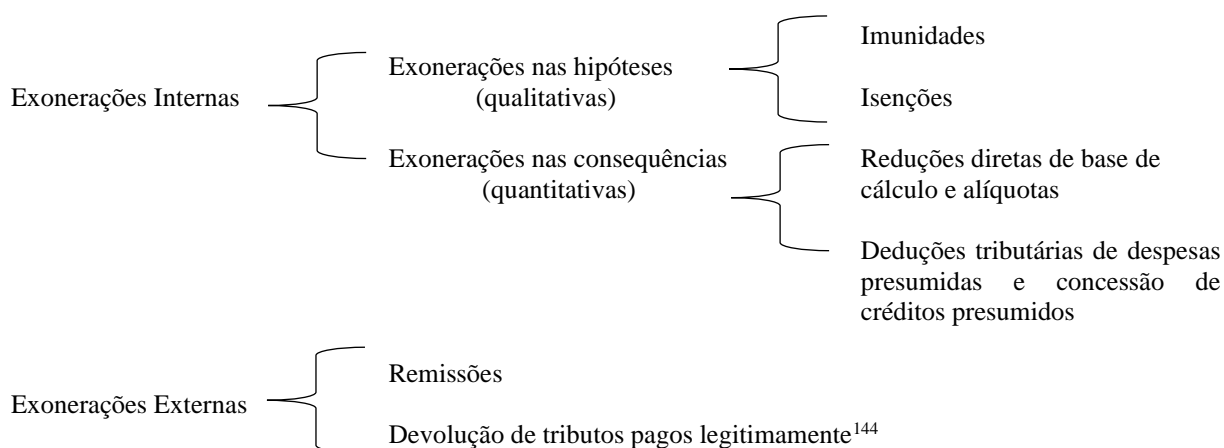 Imunidades
Exonerações nas hipóteses
(qualitativas)
Exonerações Internas
Isenções
Exonerações nas consequências
(quantitativas)
Reduções diretas de base de
cálculo e alíquotas
Deduções tributárias de despesas
presumidas e concessão de
créditos presumidos
Remissões
Exonerações Externas
Devolução de tributos pagos legitimamente¹⁴⁴